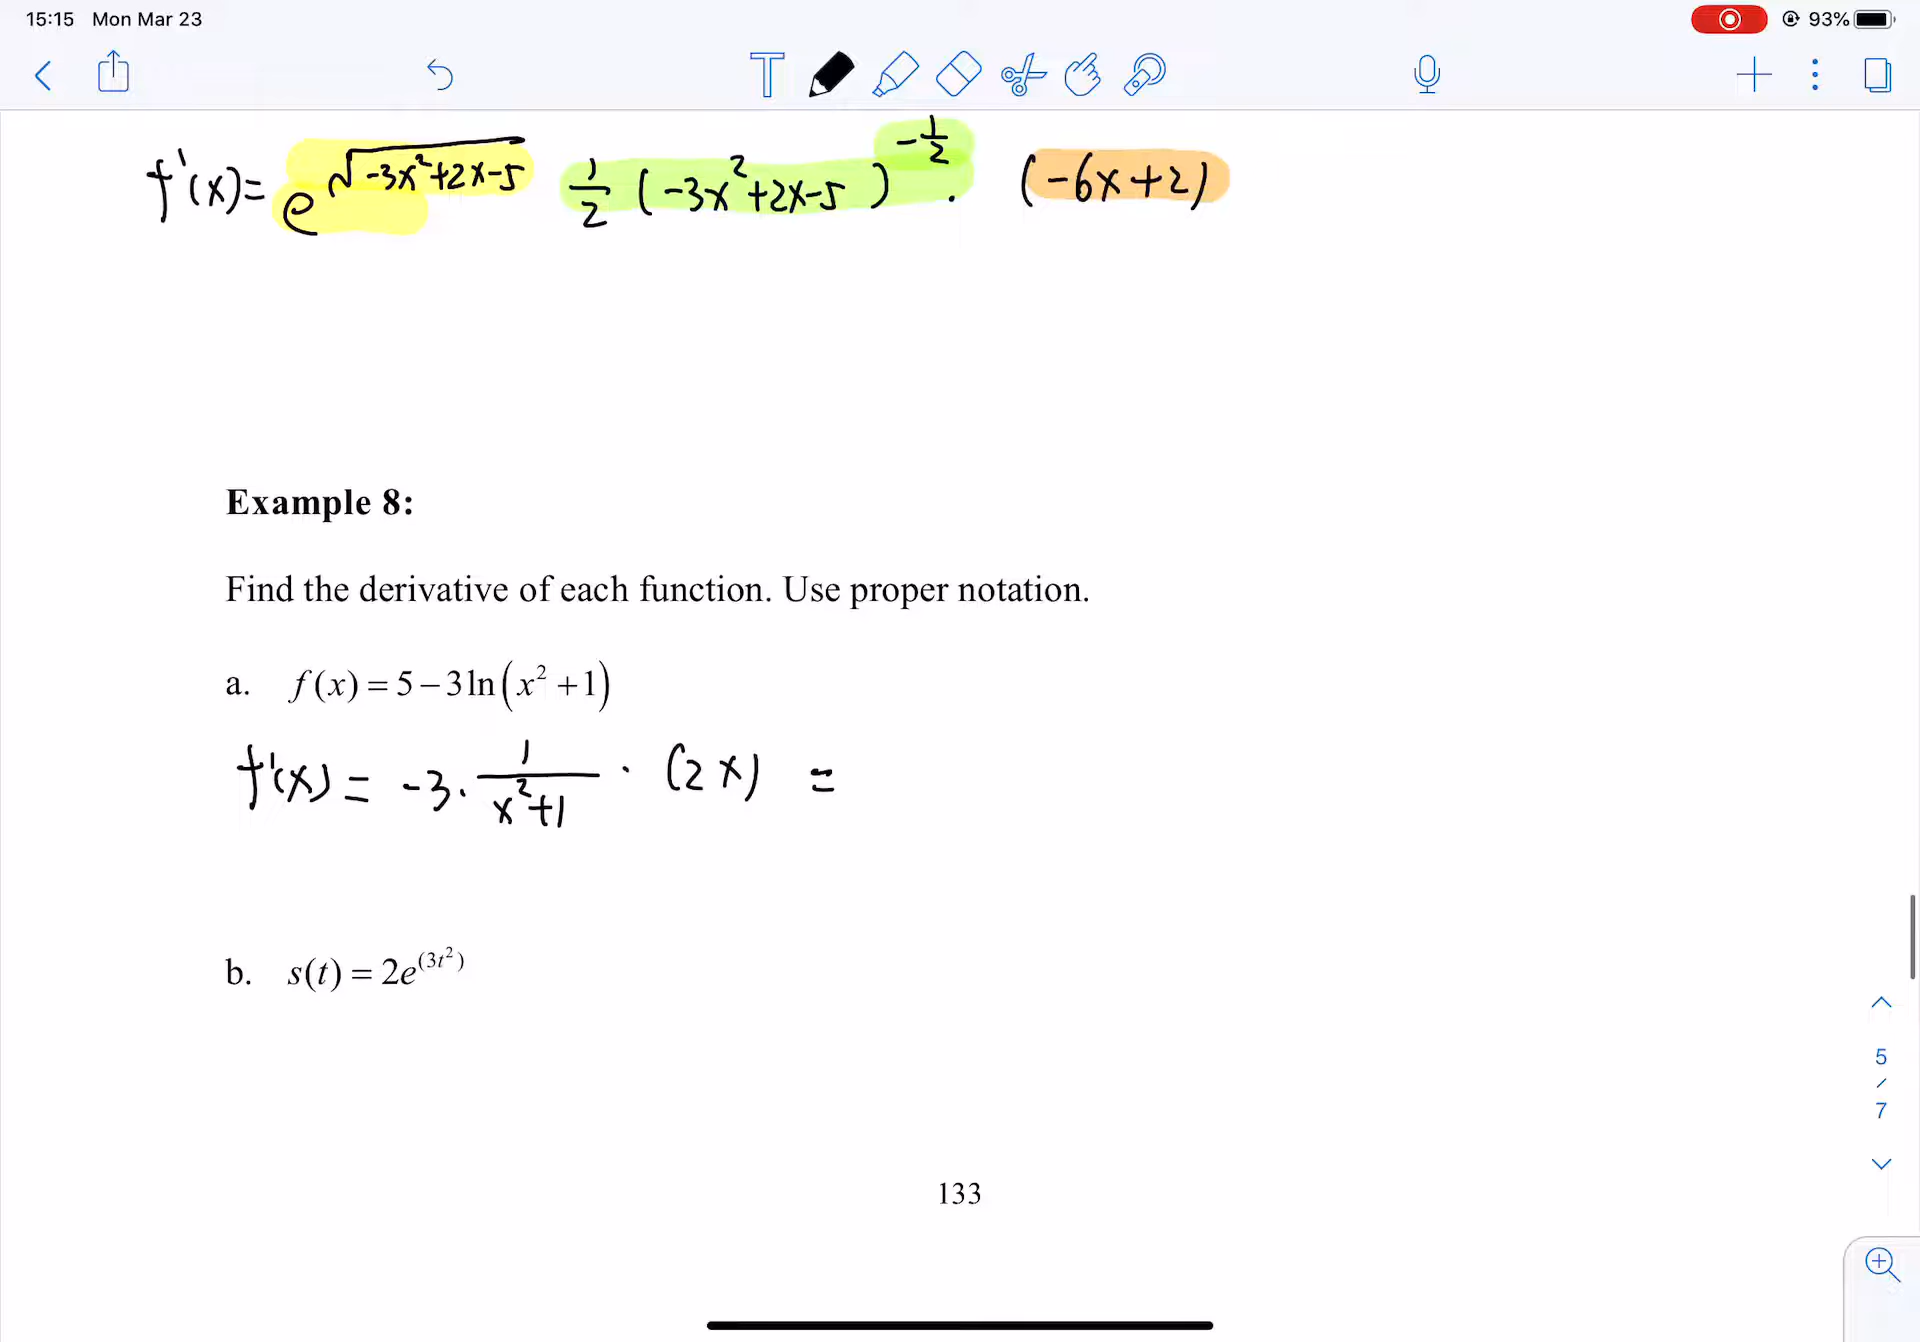 15:15 Mon Mar 23 93%
f'(x)= e^√(-3x²+2x-5) 1/2 (-3x²+2x-5)^(-1/2) · (-6x+2)
Example 8:
Find the derivative of each function. Use proper notation.
a. f(x) = 5 − 3 ln(x² + 1)
f'(x) = -3 · 1/(x²+1) · (2x) =
b. s(t) = 2e^(3t²)
5
/
7
133